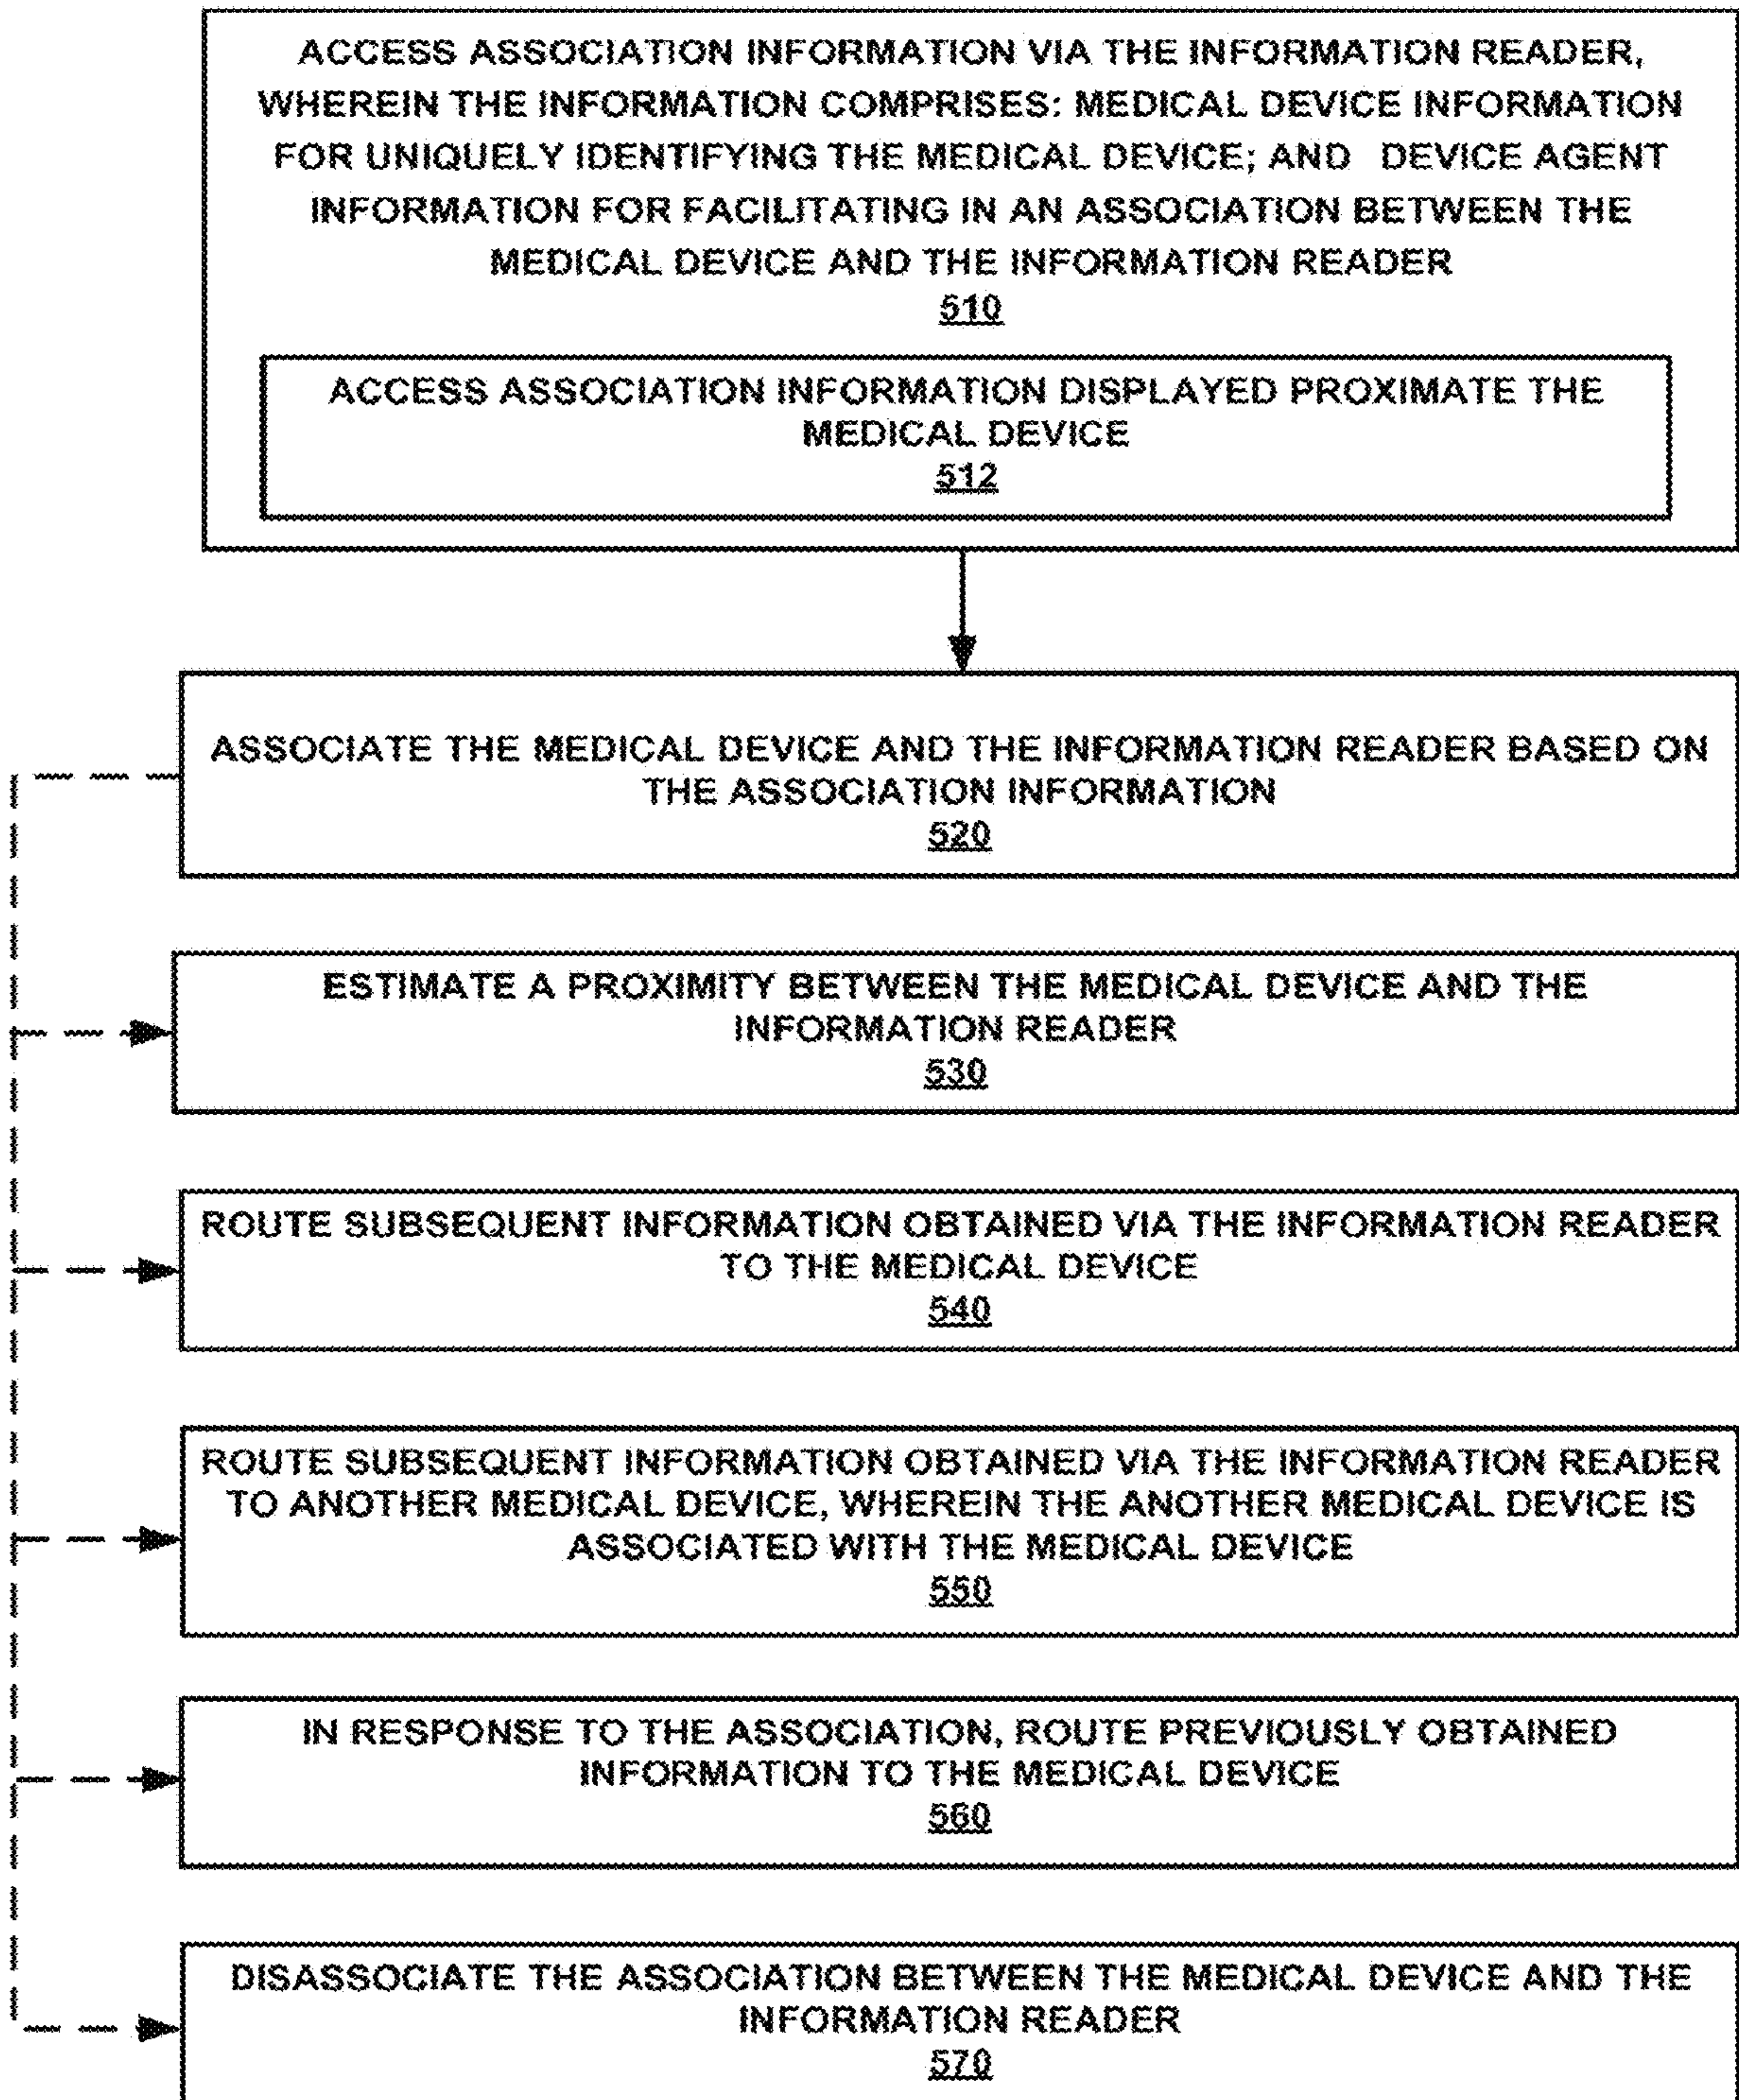 ACCESS ASSOCIATION INFORMATION VIA THE INFORMATION READER,
WHEREIN THE INFORMATION COMPRISES: MEDICAL DEVICE INFORMATION
FOR UNIQUELY IDENTIFYING THE MEDICAL DEVICE; AND DEVICE AGENT
INFORMATION FOR FACILITATING IN AN ASSOCIATION BETWEEN THE
MEDICAL DEVICE AND THE INFORMATION READER
510
ACCESS ASSOCIATION INFORMATION DISPLAYED PROXIMATE THE
MEDICAL DEVICE
512
ASSOCIATE THE MEDICAL DEVICE AND THE INFORMATION READER BASED ON
THE ASSOCIATION INFORMATION
520
ESTIMATE A PROXIMITY BETWEEN THE MEDICAL DEVICE AND THE
INFORMATION READER
530
ROUTE SUBSEQUENT INFORMATION OBTAINED VIA THE INFORMATION READER
TO THE MEDICAL DEVICE
540
ROUTE SUBSEQUENT INFORMATION OBTAINED VIA THE INFORMATION READER
TO ANOTHER MEDICAL DEVICE, WHEREIN THE ANOTHER MEDICAL DEVICE IS
ASSOCIATED WITH THE MEDICAL DEVICE
550
IN RESPONSE TO THE ASSOCIATION, ROUTE PREVIOUSLY OBTAINED
INFORMATION TO THE MEDICAL DEVICE
560
DISASSOCIATE THE ASSOCIATION BETWEEN THE MEDICAL DEVICE AND THE
INFORMATION READER
570